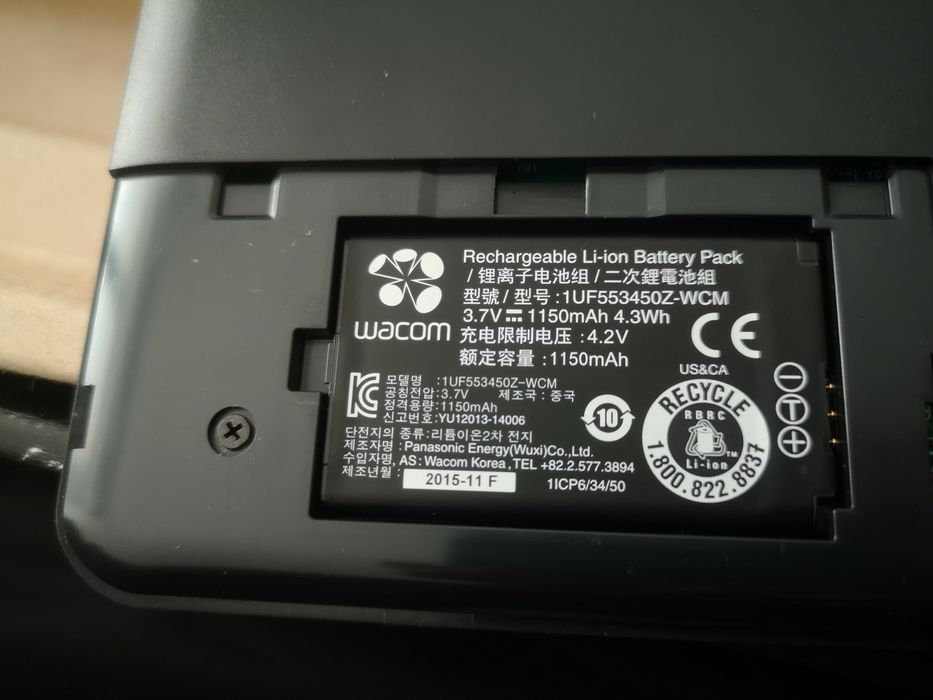 wacom
Rechargeable Li-ion Battery Pack
/ 锂离子电池组 / 二次鋰電池組
型號 / 型号 : 1UF553450Z-WCM
3.7V 1150mAh 4.3Wh
充电限制电压 : 4.2V
额定容量 : 1150mAh
CE
모델명 : 1UF553450Z-WCM
공칭전압: 3.7V 제조국 : 중국
정격용량: 1150mAh
신고번호: YU12013-14006
단전지의 종류: 리튬이온2차 전지
제조자명 : Panasonic Energy(Wuxi)Co.,Ltd.
수입자명, AS: Wacom Korea, TEL +82.2.577.3894
제조년월 : 2015-11 F
1ICP6/34/50
10
US&CA
RECYCLE
RBRC
TM
Li-ion
1.800.822.8837
−
T
+